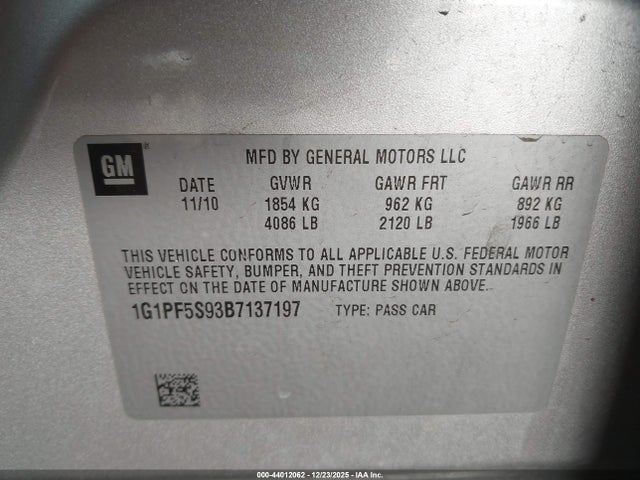 GM
MFD BY GENERAL MOTORS LLC
DATE GVWR GAWR FRT GAWR RR
11/10 1854 KG 962 KG 892 KG
4086 LB 2120 LB 1966 LB
THIS VEHICLE CONFORMS TO ALL APPLICABLE U.S. FEDERAL MOTOR
VEHICLE SAFETY, BUMPER, AND THEFT PREVENTION STANDARDS IN
EFFECT ON THE DATE OF MANUFACTURE SHOWN ABOVE.
1G1PF5S93B7137197 TYPE: PASS CAR
000-44012062 - 12/23/2025 - IAA Inc.